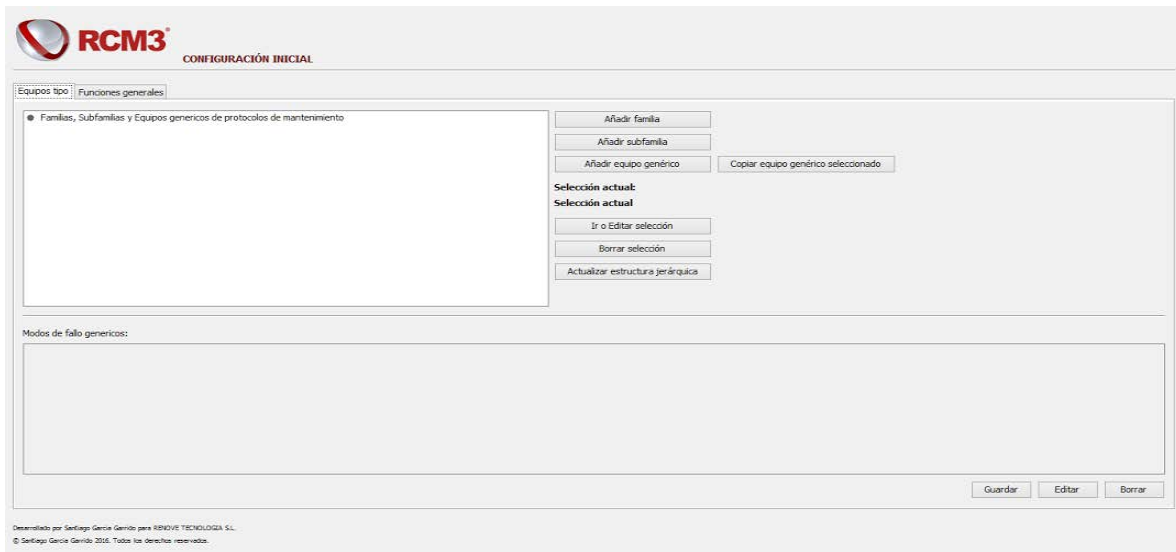 RCM3®
CONFIGURACIÓN INICIAL
Equipos tipo
Funciones generales
Familias, Subfamilias y Equipos genericos de protocolos de mantenimiento
Añadir familia
Añadir subfamilia
Añadir equipo genérico
Copiar equipo genérico seleccionado
Selección actual:
Selección actual
Ir o Editar selección
Borrar selección
Actualizar estructura jerárquica
Modos de fallo genericos:
Guardar
Editar
Borrar
Desarrollado por Santiago Garcia Garrido para RENOVE TECNOLOGIA S.L.
© Santiago Garcia Garrido 2016. Todos los derechos reservados.